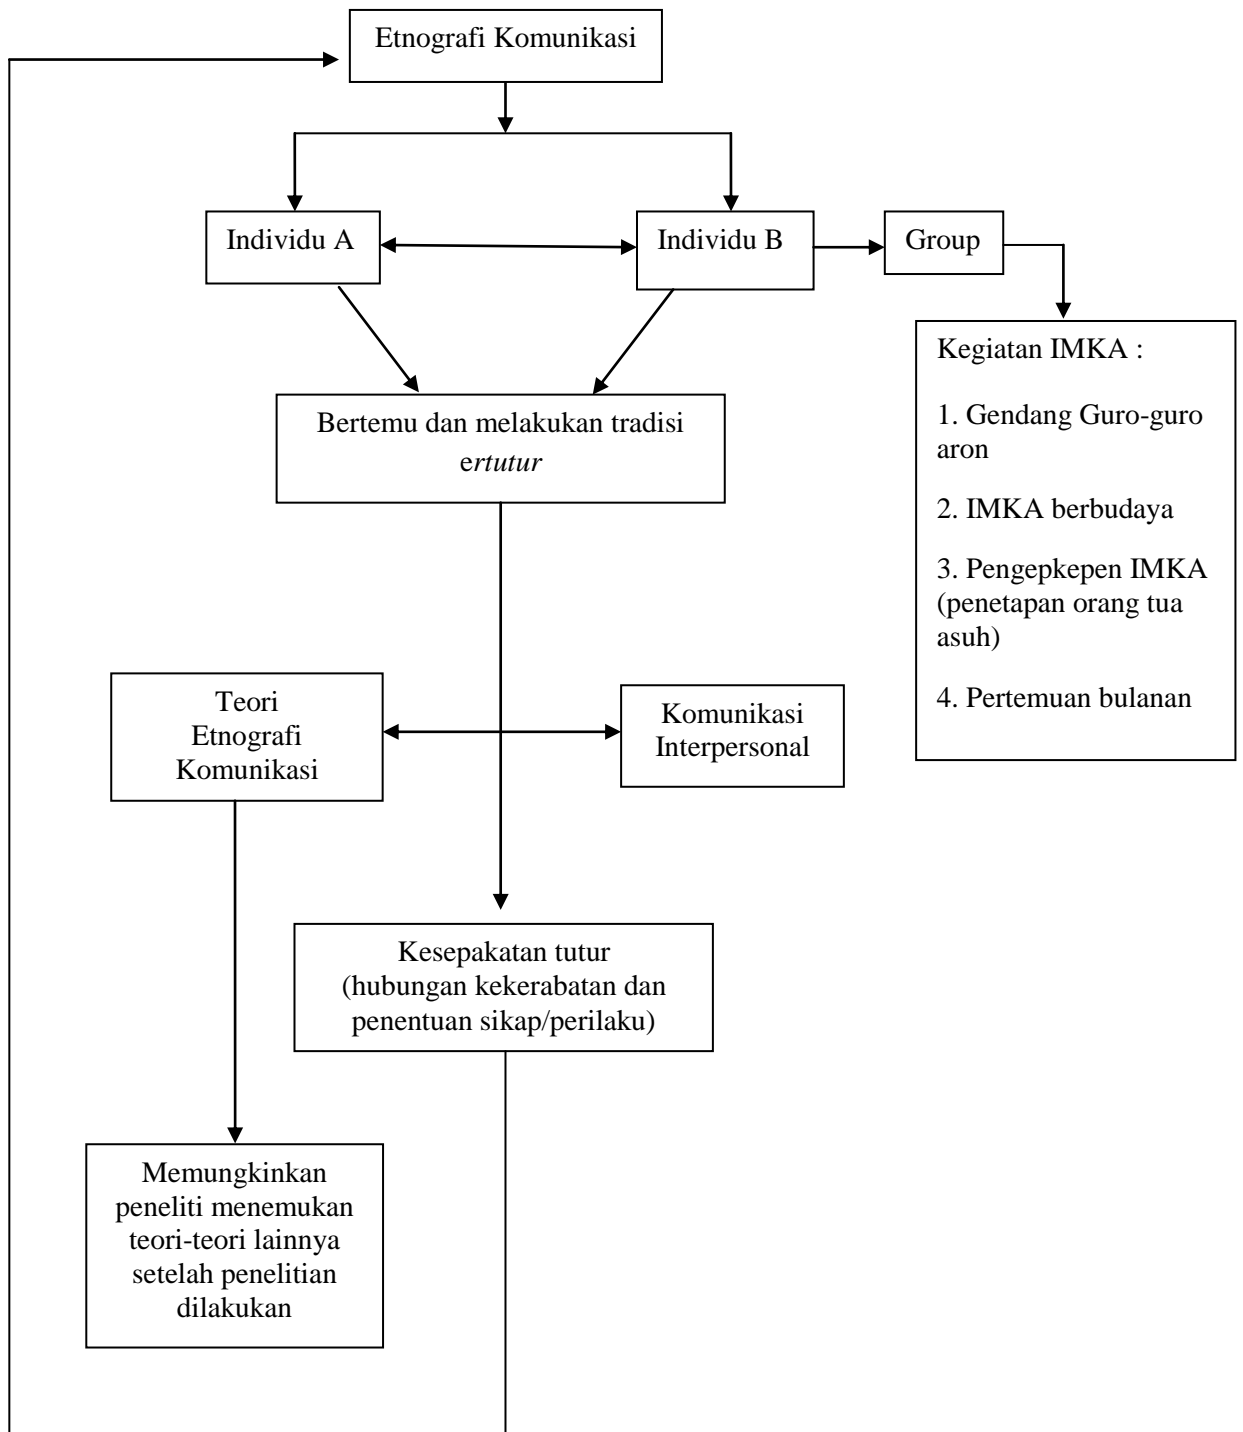 Etnografi Komunikasi
Individu A
Individu B
Group
Kegiatan IMKA :
1. Gendang Guro-guro
aron
2. IMKA berbudaya
3. Pengepkepen IMKA
(penetapan orang tua
asuh)
4. Pertemuan bulanan
Bertemu dan melakukan tradisi
ertutur
Teori
Etnografi
Komunikasi
Komunikasi
Interpersonal
Kesepakatan tutur
(hubungan kekerabatan dan
penentuan sikap/perilaku)
Memungkinkan
peneliti menemukan
teori-teori lainnya
setelah penelitian
dilakukan